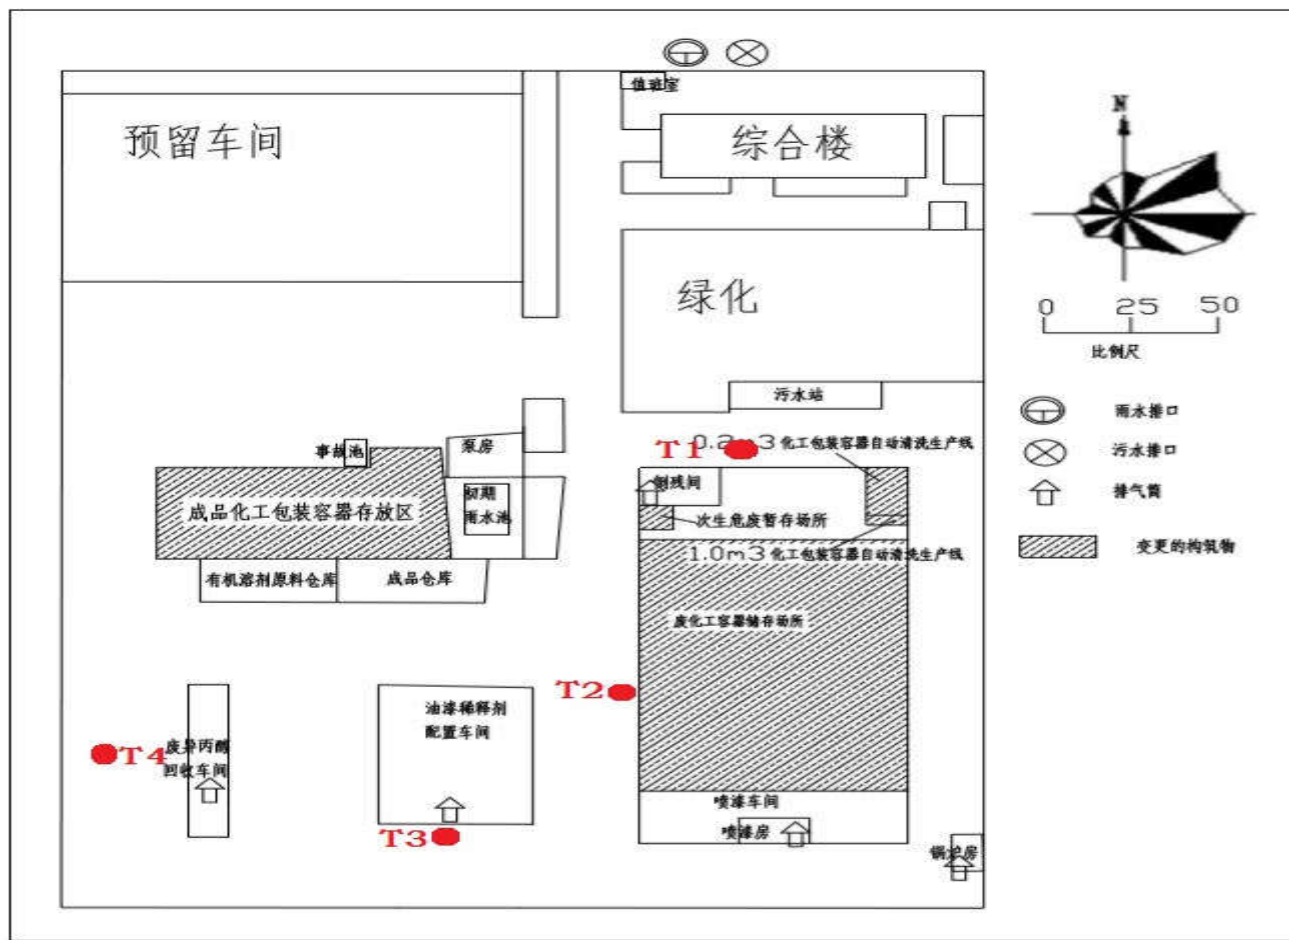 值班室
预留车间
综合楼
N
绿化
0 25 50
比例尺
污水站
雨水排口
事故池
泵房
T1
0.2m3 化工包装容器自动清洗生产线
污水排口
倒残间
初期
雨水池
排气筒
成品化工包装容器存放区
次生危废暂存场所
变更的构筑物
1.0m3 化工包装容器自动清洗生产线
有机溶剂原料仓库
成品仓库
废化工容器储存场所
T2
油漆稀释剂
配置车间
T4
废异丙醇
回收车间
喷漆车间
T3
喷漆房
锅炉房